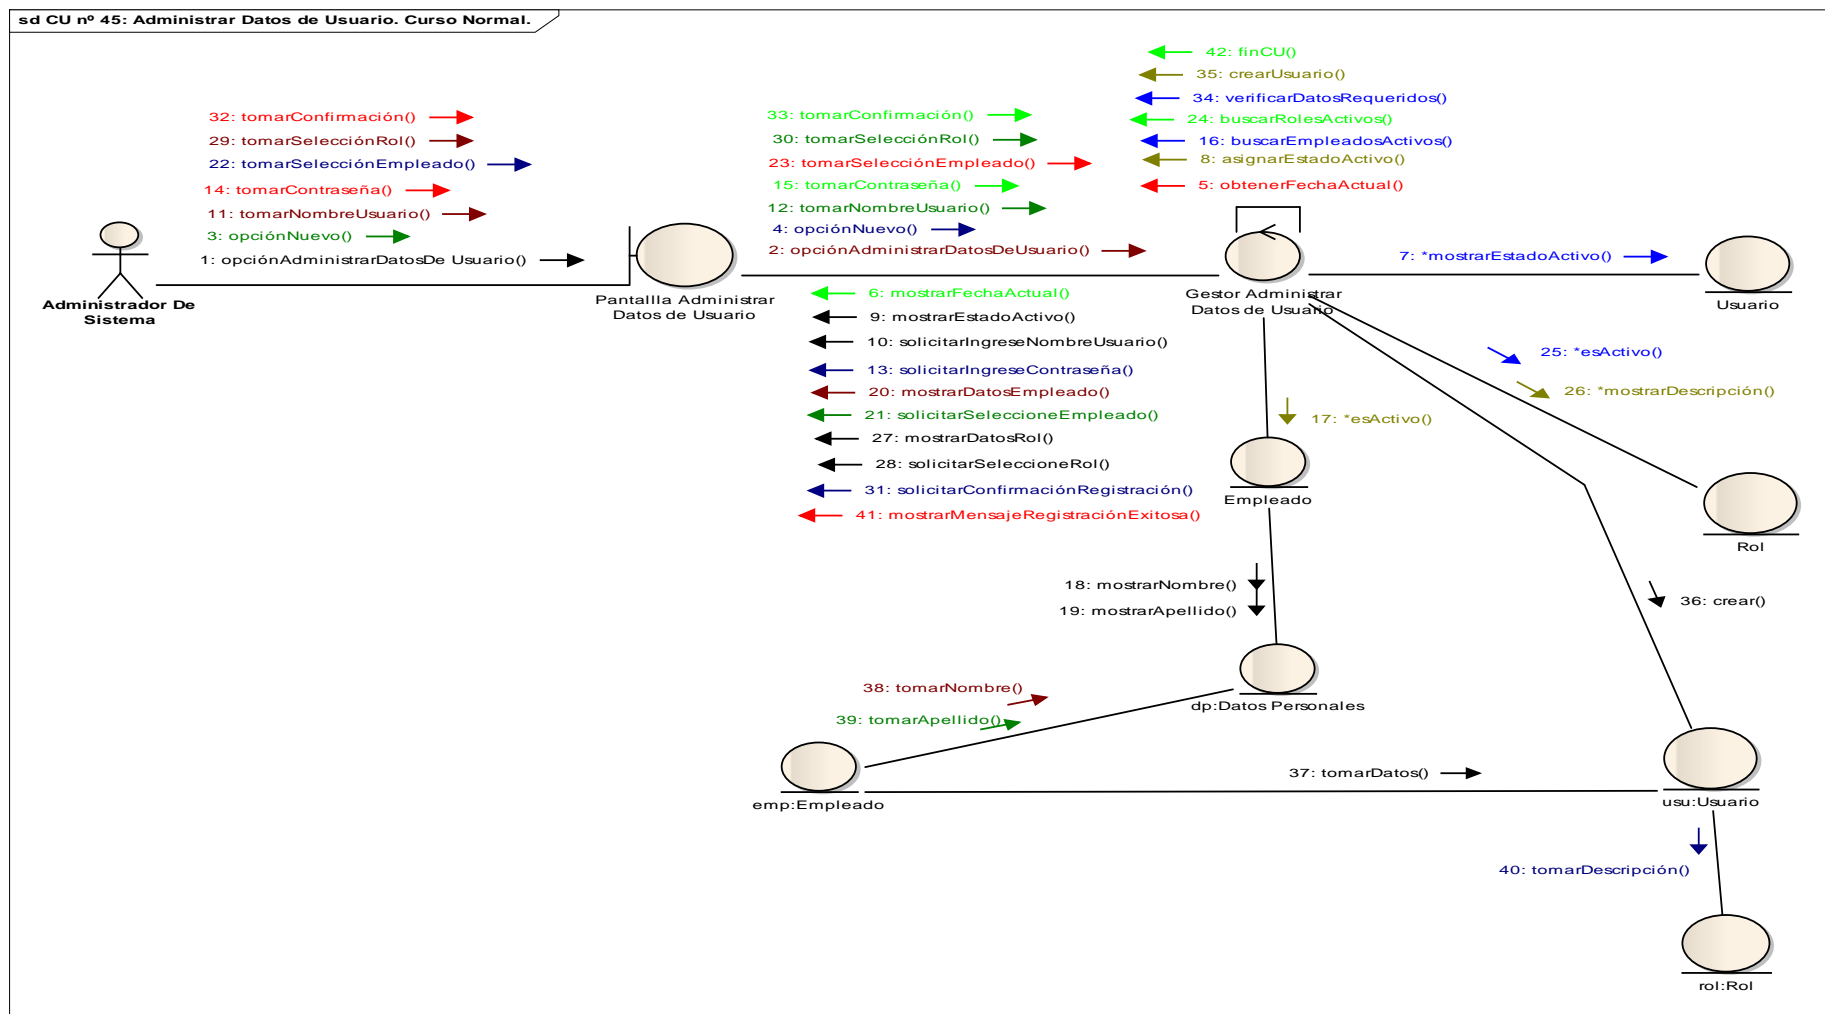 sd CU nº 45: Administrar Datos de Usuario. Curso Normal.
32: tomarConfirmación()
29: tomarSelecciónRol()
22: tomarSelecciónEmpleado()
14: tomarContraseña()
11: tomarNombreUsuario()
3: opciónNuevo()
1: opciónAdministrarDatosDe Usuario()
33: tomarConfirmación()
30: tomarSelecciónRol()
23: tomarSelecciónEmpleado()
15: tomarContraseña()
12: tomarNombreUsuario()
4: opciónNuevo()
2: opciónAdministrarDatosDeUsuario()
42: finCU()
35: crearUsuario()
34: verificarDatosRequeridos()
24: buscarRolesActivos()
16: buscarEmpleadosActivos()
8: asignarEstadoActivo()
5: obtenerFechaActual()
7: *mostrarEstadoActivo()
Administrador De
Sistema
Pantallla Administrar
Datos de Usuario
Gestor Administrar
Datos de Usuario
Usuario
6: mostrarFechaActual()
9: mostrarEstadoActivo()
10: solicitarIngreseNombreUsuario()
13: solicitarIngreseContraseña()
20: mostrarDatosEmpleado()
21: solicitarSeleccioneEmpleado()
27: mostrarDatosRol()
28: solicitarSeleccioneRol()
31: solicitarConfirmaciónRegistración()
41: mostrarMensajeRegistraciónExitosa()
25: *esActivo()
26: *mostrarDescripción()
17: *esActivo()
Empleado
Rol
18: mostrarNombre()
19: mostrarApellido()
36: crear()
38: tomarNombre()
39: tomarApellido()
dp:Datos Personales
37: tomarDatos()
emp:Empleado
usu:Usuario
40: tomarDescripción()
rol:Rol